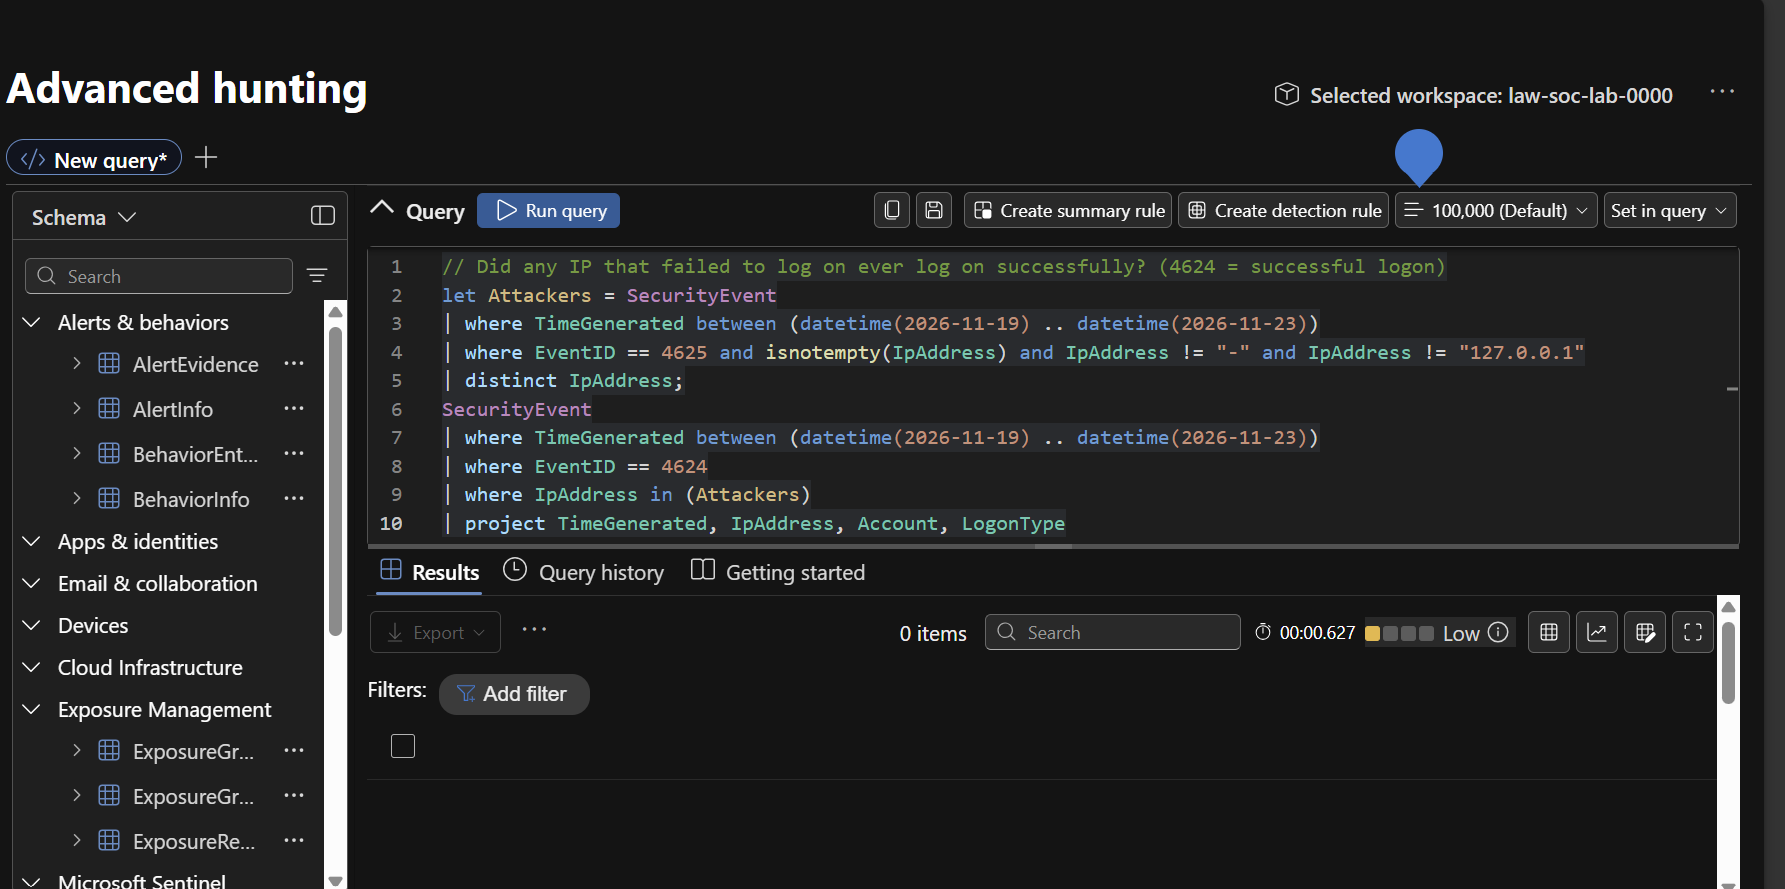 Advanced hunting
Selected workspace: law-soc-lab-0000
New query*
Schema
Search
Alerts & behaviors
AlertEvidence
AlertInfo
BehaviorEnt...
BehaviorInfo
Apps & identities
Email & collaboration
Devices
Cloud Infrastructure
Exposure Management
ExposureGr...
ExposureGr...
ExposureRe...
Microsoft Sentinel
Query
Run query
Create summary rule
Create detection rule
100,000 (Default)
Set in query
1 // Did any IP that failed to log on ever log on successfully? (4624 = successful logon)
2 let Attackers = SecurityEvent
3 | where TimeGenerated between (datetime(2026-11-19) .. datetime(2026-11-23))
4 | where EventID == 4625 and isnotempty(IpAddress) and IpAddress != "-" and IpAddress != "127.0.0.1"
5 | distinct IpAddress;
6 SecurityEvent
7 | where TimeGenerated between (datetime(2026-11-19) .. datetime(2026-11-23))
8 | where EventID == 4624
9 | where IpAddress in (Attackers)
10 | project TimeGenerated, IpAddress, Account, LogonType
Results
Query history
Getting started
Export
0 items
Search
00:00.627
Low
Filters:
Add filter